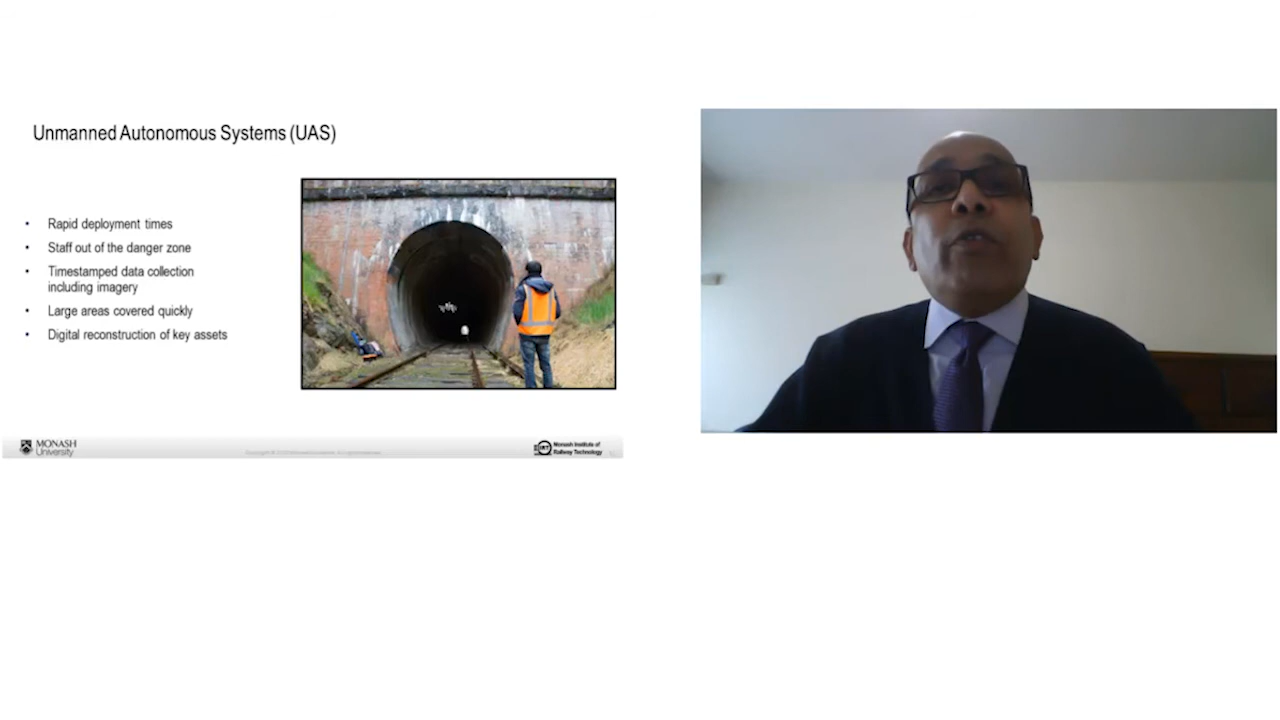 Unmanned Autonomous Systems (UAS)
• Rapid deployment times
• Staff out of the danger zone
• Timestamped data collection
including imagery
• Large areas covered quickly
• Digital reconstruction of key assets
MONASH
University
Monash Institute of
Railway Technology